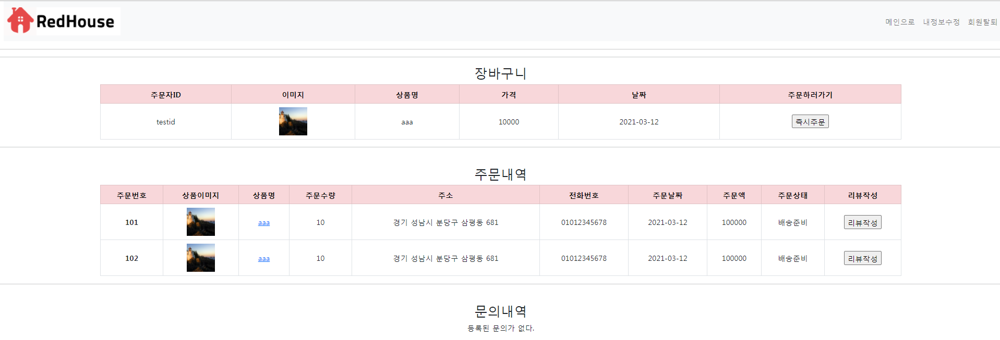 RedHouse
메인으로 내정보수정 회원탈퇴
장바구니
주문자ID 이미지 상품명 가격 날짜 주문하러가기
testid aaa 10000 2021-03-12 즉시주문
주문내역
주문번호 상품이미지 상품명 주문수량 주소 전화번호 주문날짜 주문액 주문상태 리뷰작성
101 aaa 10 경기 성남시 분당구 삼평동 681 01012345678 2021-03-12 100000 배송준비 리뷰작성
102 aaa 10 경기 성남시 분당구 삼평동 681 01012345678 2021-03-12 100000 배송준비 리뷰작성
문의내역
등록된 문의가 없다.